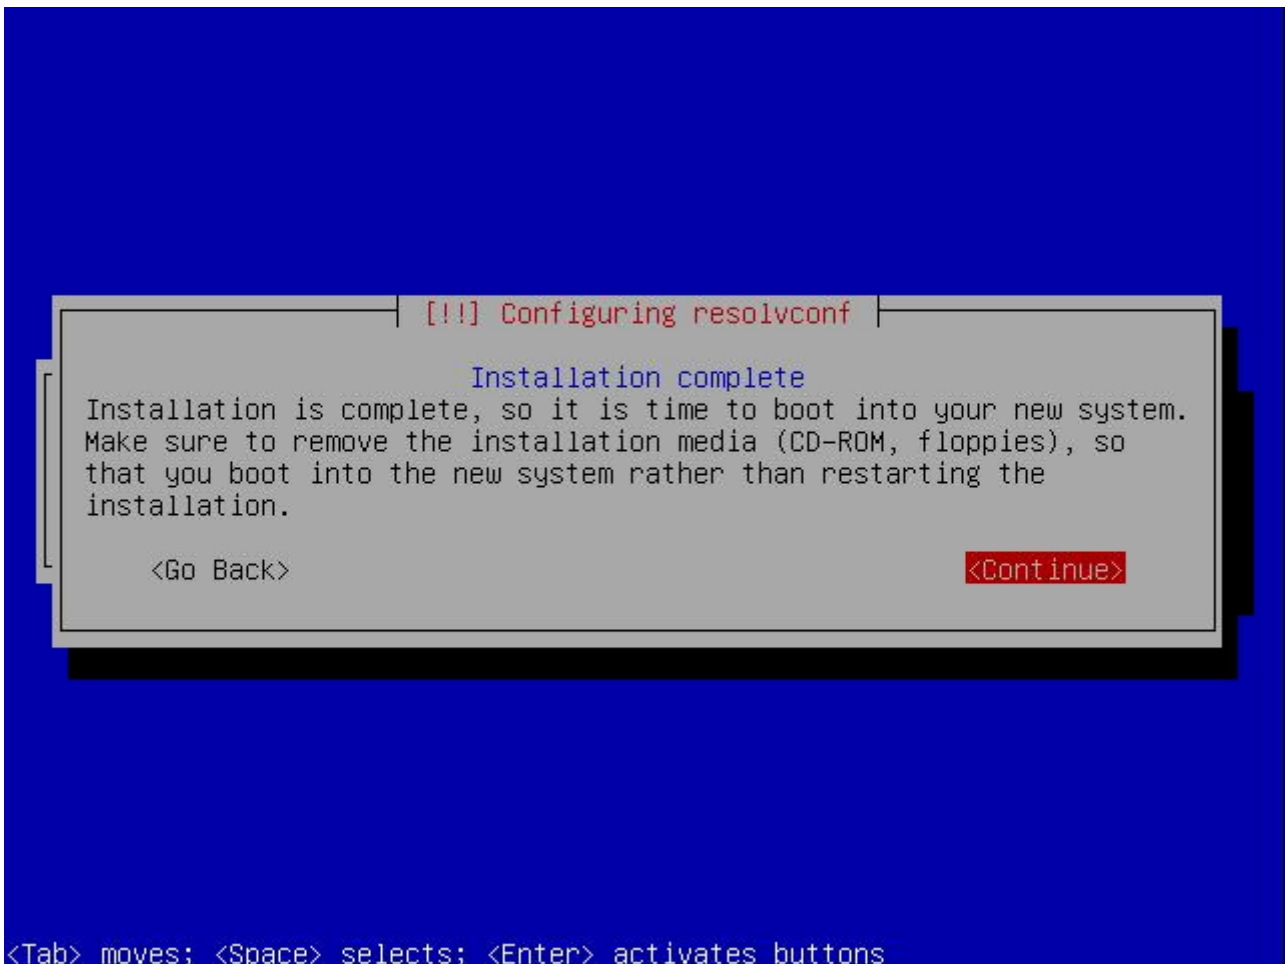 [!!] Configuring resolvconf
Installation complete
Installation is complete, so it is time to boot into your new system.
Make sure to remove the installation media (CD-ROM, floppies), so
that you boot into the new system rather than restarting the
installation.
<Go Back> <Continue>
<Tab> moves; <Space> selects; <Enter> activates buttons